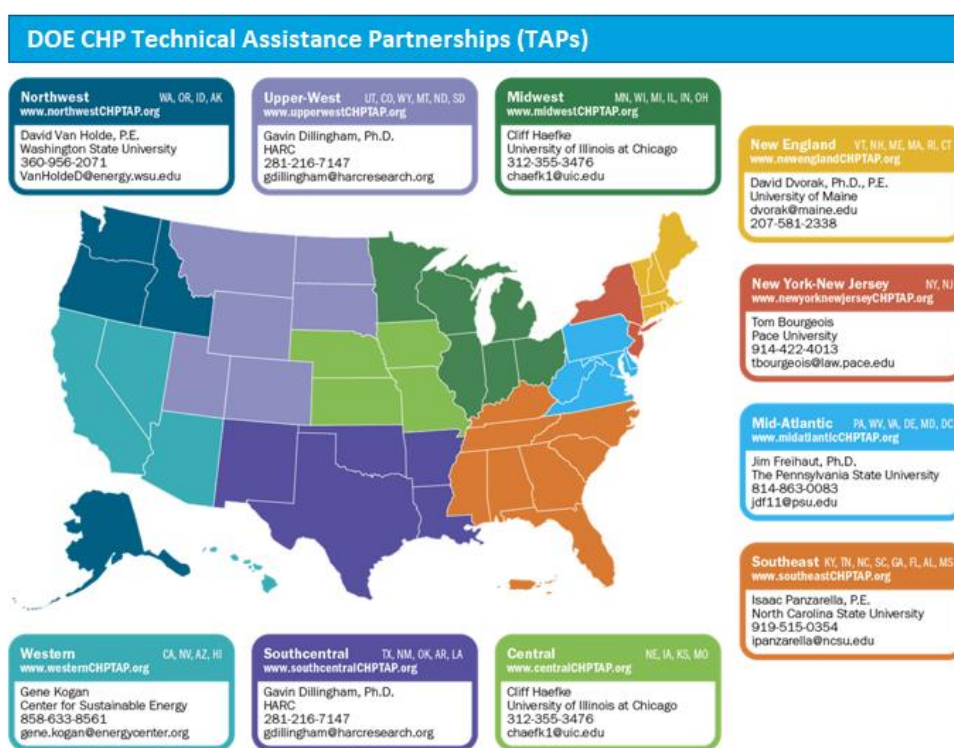 DOE CHP Technical Assistance Partnerships (TAPs)
Northwest WA, OR, ID, AK
www.northwestCHPTAP.org
David Van Holde, P.E.
Washington State University
360-956-2071
VanHoldeD@energy.wsu.edu
Upper-West UT, CO, WY, MT, ND, SD
www.upperwestCHPTAP.org
Gavin Dillingham, Ph.D.
HARC
281-216-7147
gdillingham@harcresearch.org
Midwest MN, WI, MI, IL, IN, OH
www.midwestCHPTAP.org
Cliff Haefke
University of Illinois at Chicago
312-355-3476
chaefk1@uic.edu
New England VT, NH, ME, MA, RI, CT
www.newenglandCHPTAP.org
David Dvorak, Ph.D., P.E.
University of Maine
dvorak@maine.edu
207-581-2338
New York-New Jersey NY, NJ
www.newyorknewjerseyCHPTAP.org
Tom Bourgeois
Pace University
914-422-4013
tbourgeois@law.pace.edu
Mid-Atlantic PA, WV, VA, DE, MD, DC
www.midatlanticCHPTAP.org
Jim Freihaut, Ph.D.
The Pennsylvania State University
814-863-0083
jdf11@psu.edu
Southeast KY, TN, NC, SC, GA, FL, AL, MS
www.southeastCHPTAP.org
Isaac Panzarella, P.E.
North Carolina State University
919-515-0354
ipanzarella@ncsu.edu
Western CA, NV, AZ, HI
www.westernCHPTAP.org
Gene Kogan
Center for Sustainable Energy
858-633-8561
gene.kogan@energycenter.org
Southcentral TX, NM, OK, AR, LA
www.southcentralCHPTAP.org
Gavin Dillingham, Ph.D.
HARC
281-216-7147
gdillingham@harcresearch.org
Central NE, IA, KS, MO
www.centralCHPTAP.org
Cliff Haefke
University of Illinois at Chicago
312-355-3476
chaefk1@uic.edu